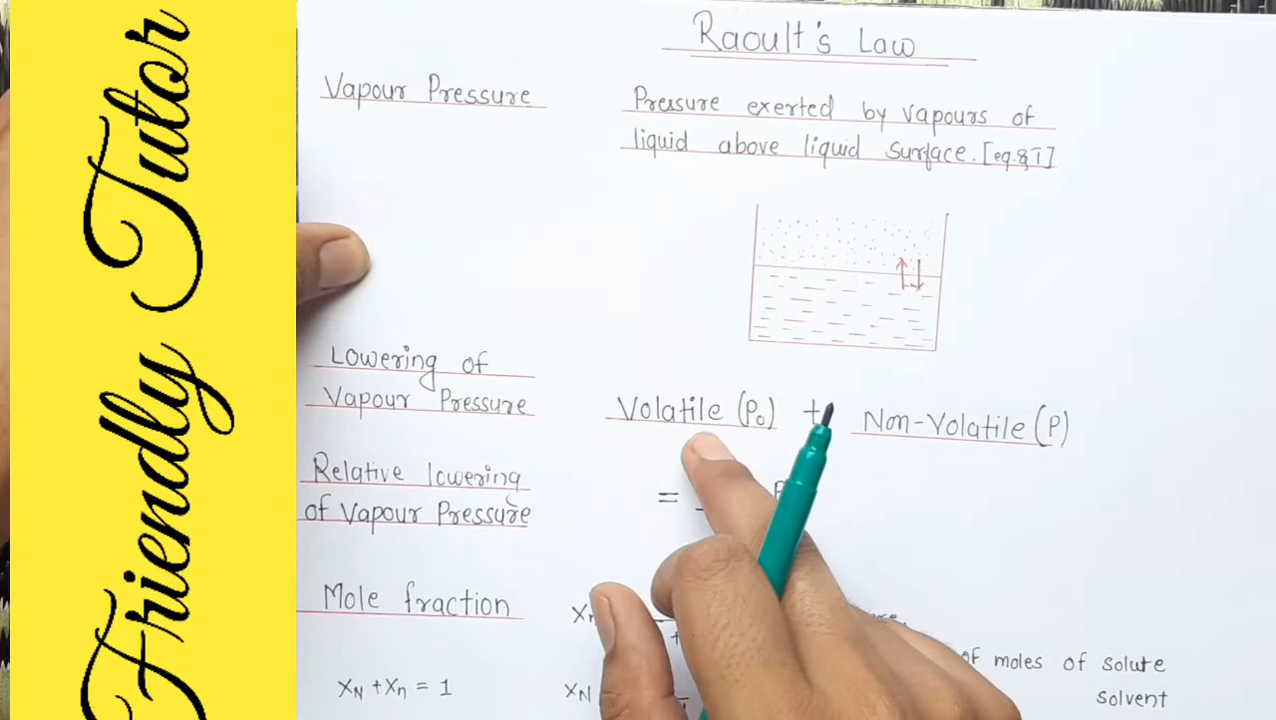 Friendly Tutor
Raoult's Law
Vapour Pressure
Pressure exerted by vapours of
liquid above liquid surface. [eq.&T]
Lowering of
Vapour Pressure
Volatile (P₀) + Non-Volatile (P)
Relative lowering
of Vapour Pressure
=
Mole fraction
of moles of solute
X_N + X_n = 1
X_N
solvent